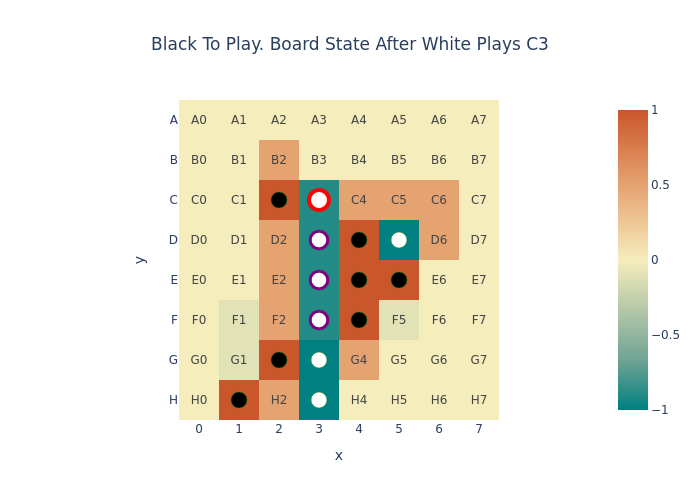 Black To Play. Board State After White Plays C3
A A0 A1 A2 A3 A4 A5 A6 A7
B B0 B1 B2 B3 B4 B5 B6 B7
C C0 C1 C4 C5 C6 C7
D D0 D1 D2 D6 D7
E E0 E1 E2 E6 E7
F F0 F1 F2 F5 F6 F7
G G0 G1 G4 G5 G6 G7
H H0 H2 H4 H5 H6 H7
0 1 2 3 4 5 6 7
x
y
1
0.5
0
−0.5
−1